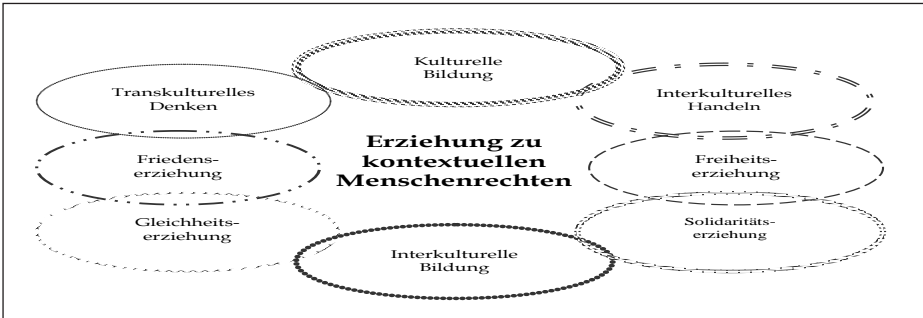 Kulturelle
Bildung
Transkulturelles
Denken
Interkulturelles
Handeln
Erziehung zu
kontextuellen
Menschenrechten
Friedens-
erziehung
Freiheits-
erziehung
Gleichheits-
erziehung
Solidaritäts-
erziehung
Interkulturelle
Bildung